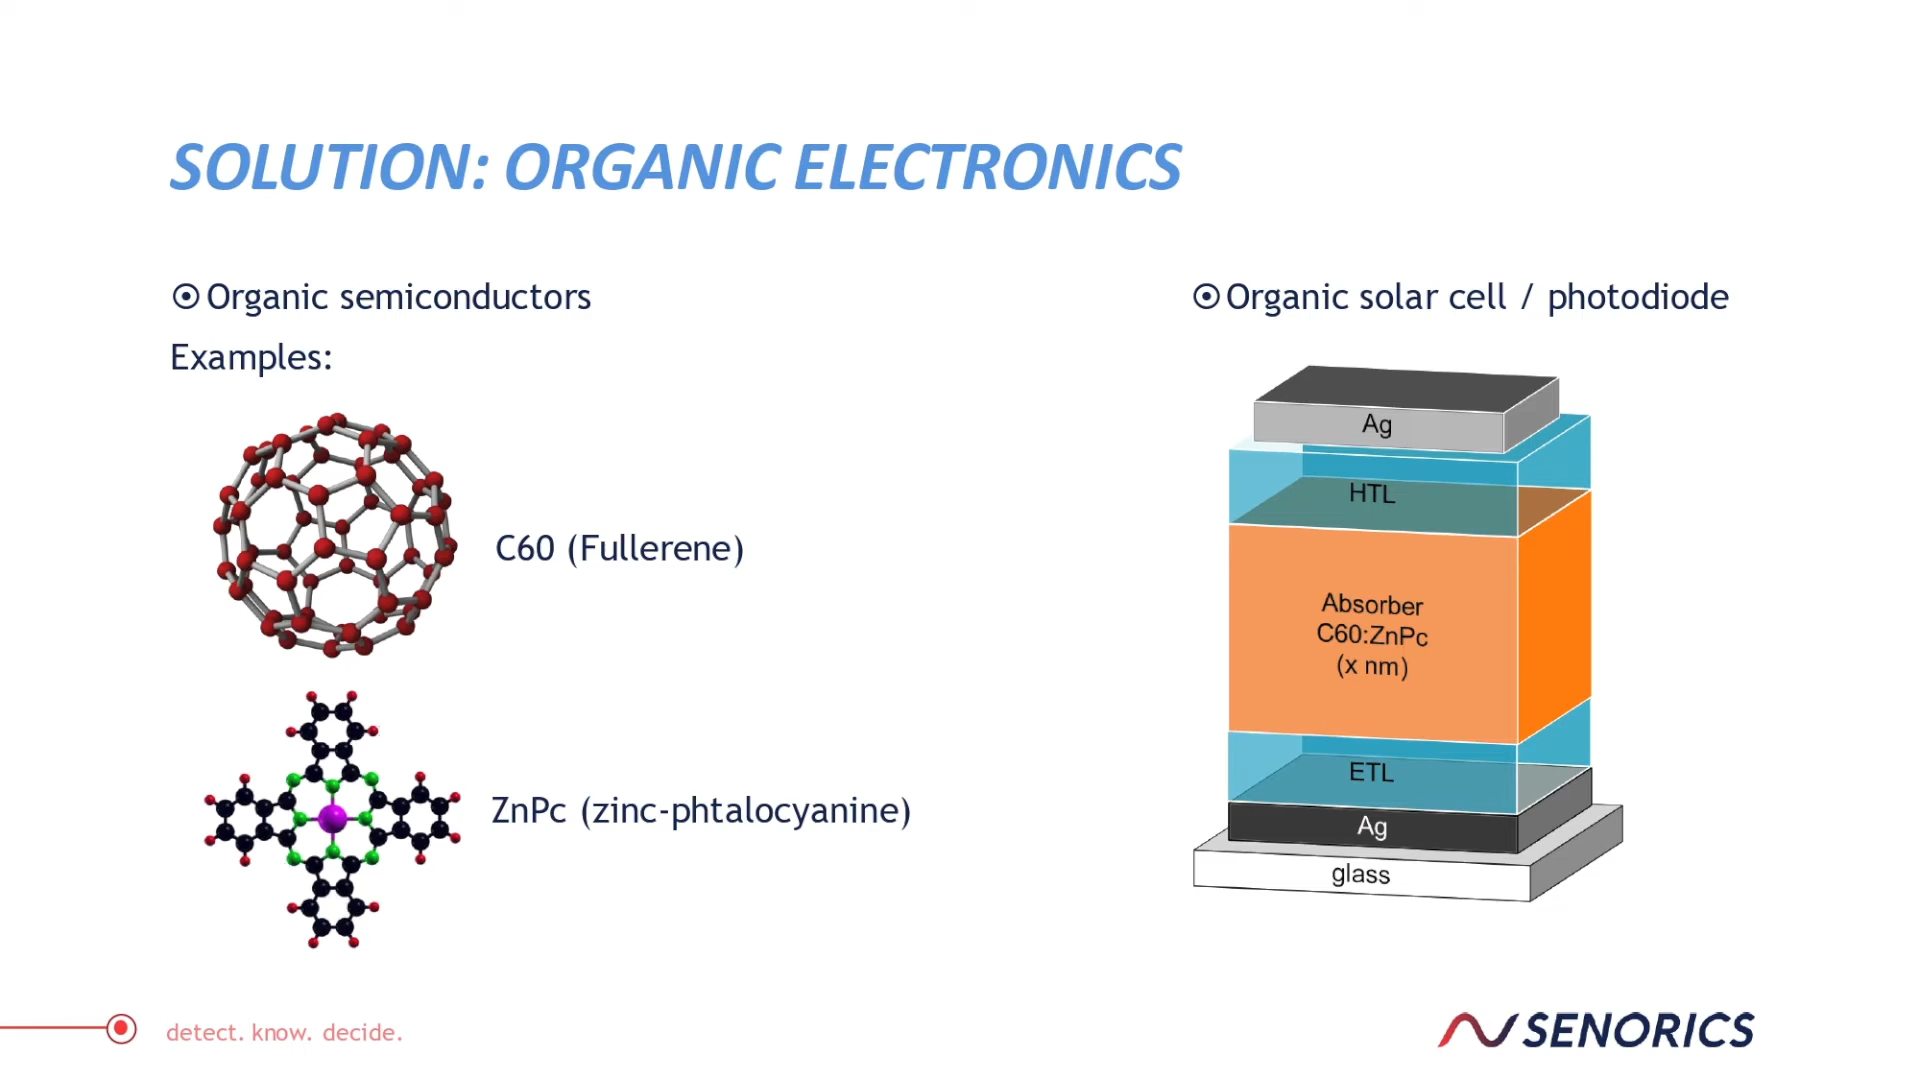 SOLUTION: ORGANIC ELECTRONICS
Organic semiconductors
Examples:
C60 (Fullerene)
ZnPc (zinc-phtalocyanine)
Organic solar cell / photodiode
Ag
HTL
Absorber
C60:ZnPc
(x nm)
ETL
Ag
glass
detect. know. decide.
SENORICS